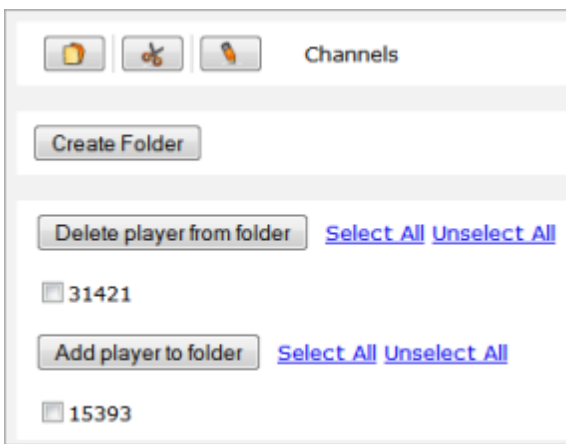 Channels
Create Folder
Delete player from folder Select All Unselect All
31421
Add player to folder Select All Unselect All
15393